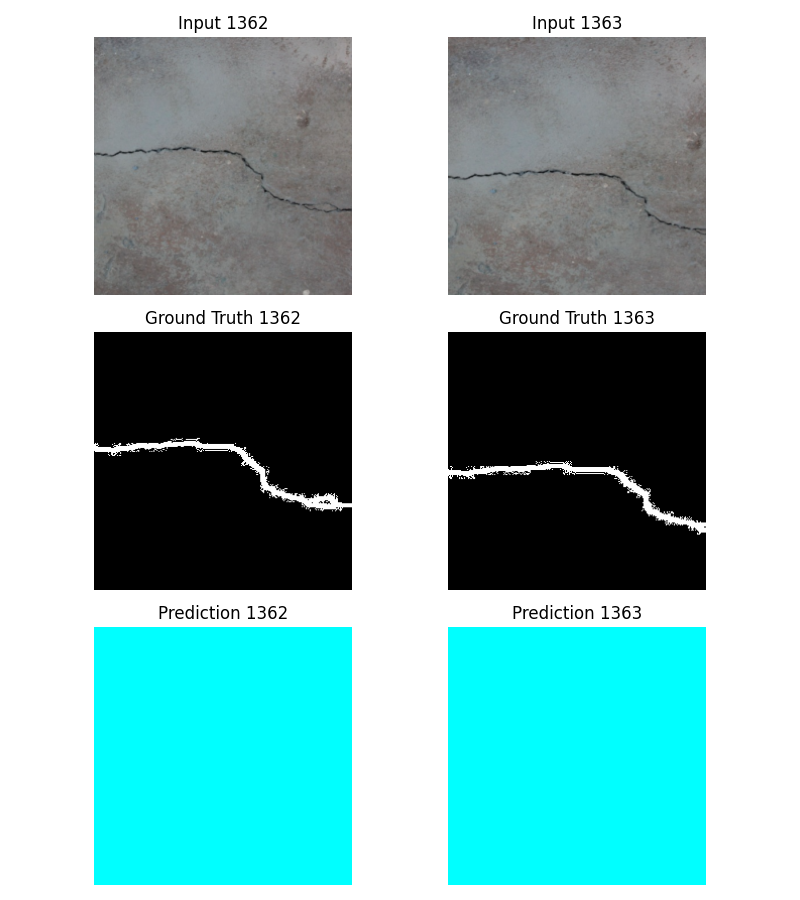 Input 1362
Input 1363
Ground Truth 1362
Ground Truth 1363
Prediction 1362
Prediction 1363